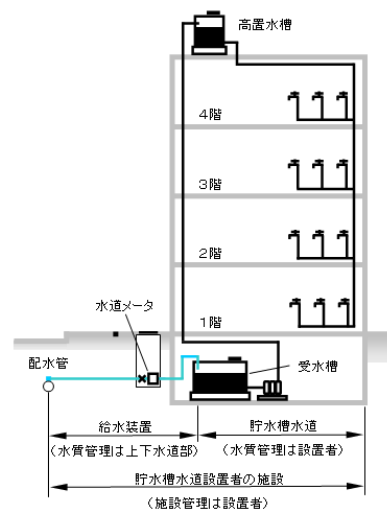 高置水槽
4階
3階
2階
1階
水道メータ
配水管
受水槽
給水装置
貯水槽水道
（水質管理は上下水道部）
（水質管理は設置者）
貯水槽水道設置者の施設
（施設管理は設置者）